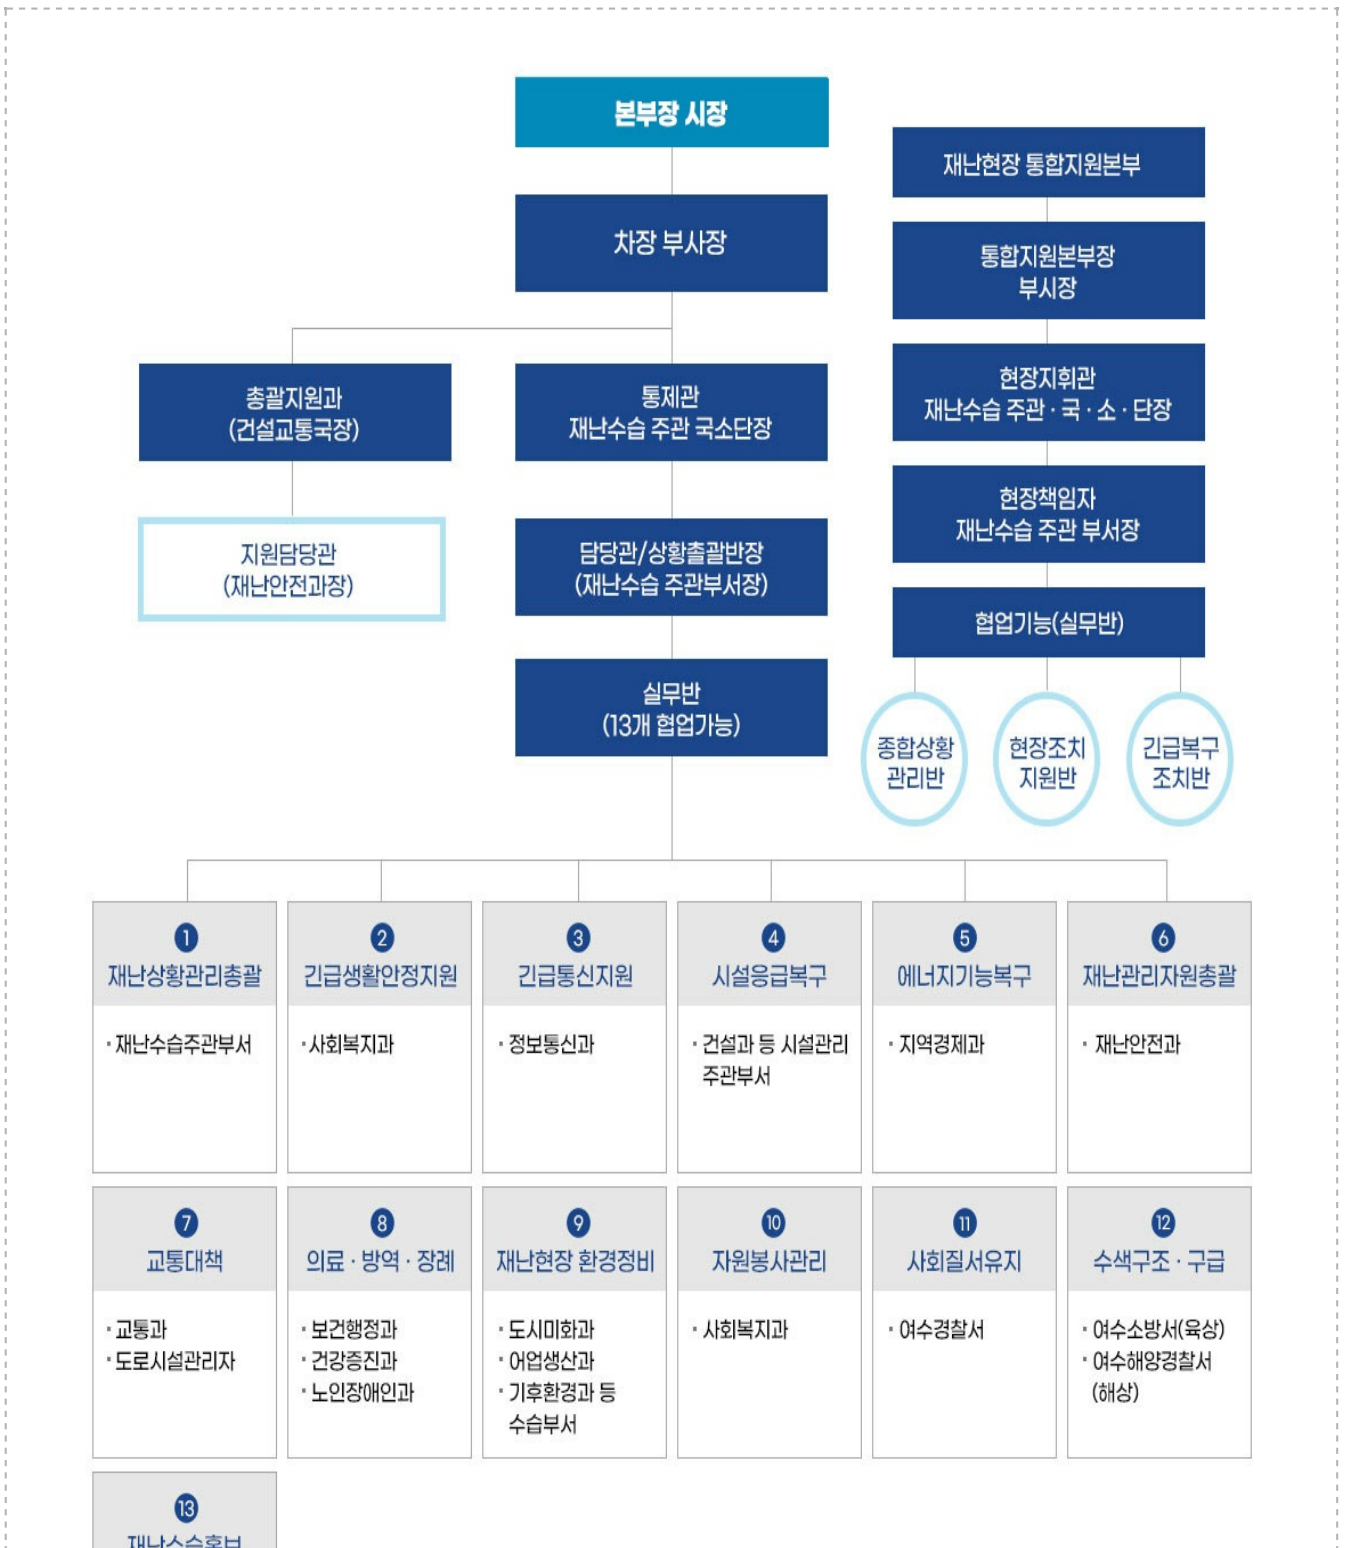 본부장 시장
차장 부사장
총괄지원과
(건설교통국장)
지원담당관
(재난안전과장)
통제관
재난수습 주관 국소단장
담당관/상황촐괄반장
(재난수습 주관부서장)
실무반
(13개 협업가능)
재난현장 통합지원본부
통합지원본부장
부시장
현장지휘관
재난수습 주관 · 국 · 소 · 단장
현장책임자
재난수습 주관 부서장
협업기능(실무반)
종합상황
관리반
현장조치
지원반
긴급복구
조치반
1
재난상황관리총괄
· 재난수습주관부서
2
긴급생활안정지원
· 사회복지과
3
긴급통신지원
· 정보통신과
4
시설응급복구
· 건설과 등 시설관리
주관부서
5
에너지기능복구
· 지역경제과
6
재난관리자원총괄
· 재난안전과
7
교통대책
· 교통과
· 도로시설관리자
8
의료 · 방역 · 장례
· 보건행정과
· 건강증진과
· 노인장애인과
9
재난현장 환경정비
· 도시미화과
· 어업생산과
· 기후환경과 등
수습부서
10
자원봉사관리
· 사회복지과
11
사회질서유지
· 여수경찰서
12
수색구조 · 구급
· 여수소방서(육상)
· 여수해양경찰서
(해상)
13
재난수습홍보